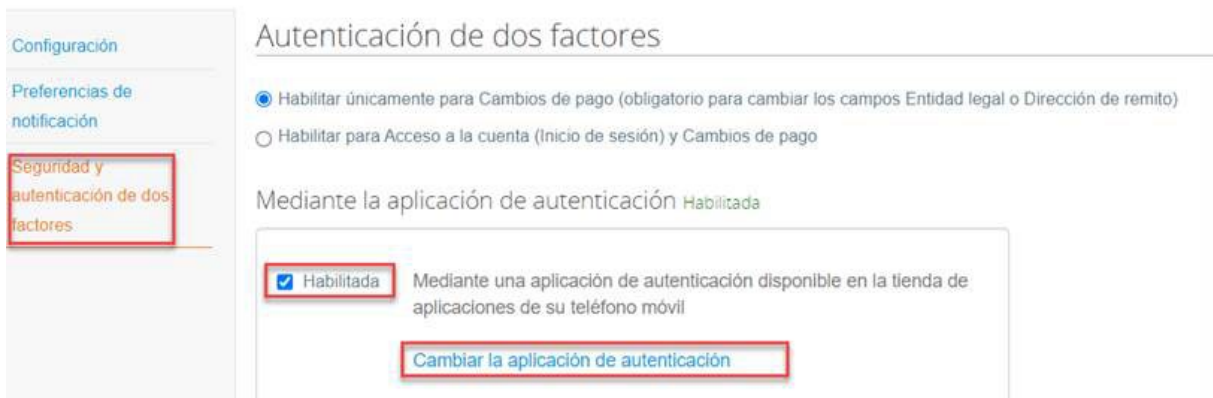 Configuración
Preferencias de
notificación
Seguridad y
autenticación de dos
factores
Autenticación de dos factores
Habilitar únicamente para Cambios de pago (obligatorio para cambiar los campos Entidad legal o Dirección de remito)
Habilitar para Acceso a la cuenta (Inicio de sesión) y Cambios de pago
Mediante la aplicación de autenticación Habilitada
Habilitada
Mediante una aplicación de autenticación disponible en la tienda de
aplicaciones de su teléfono móvil
Cambiar la aplicación de autenticación